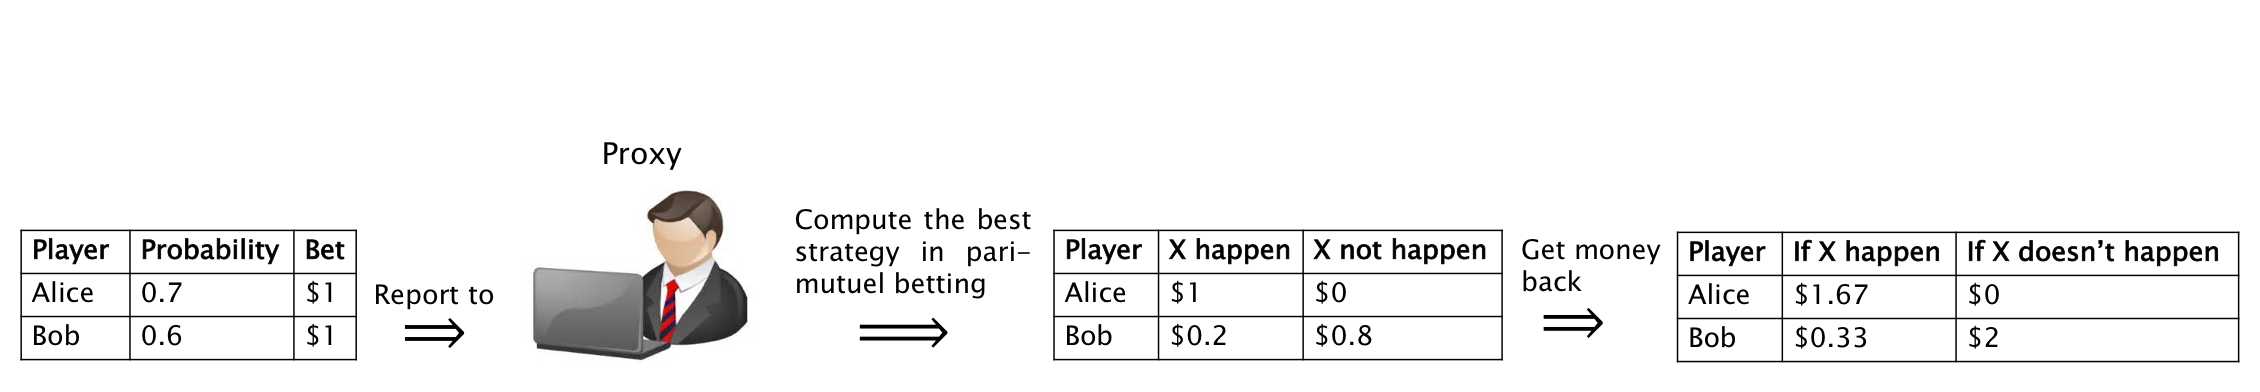 Proxy
Player Probability Bet
Alice 0.7 $1
Bob 0.6 $1
Report to
Compute the best
strategy in pari-
mutuel betting
Player X happen X not happen
Alice $1 $0
Bob $0.2 $0.8
Get money
back
Player If X happen If X doesn't happen
Alice $1.67 $0
Bob $0.33 $2